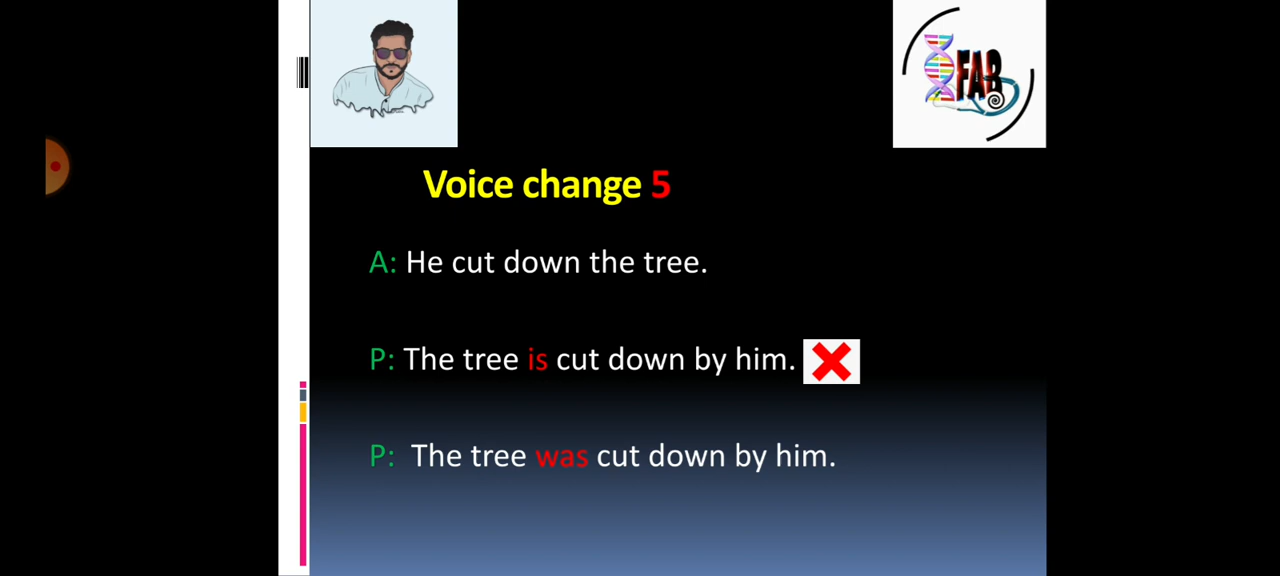 FAB
Voice change 5
A: He cut down the tree.
P: The tree is cut down by him.
P: The tree was cut down by him.